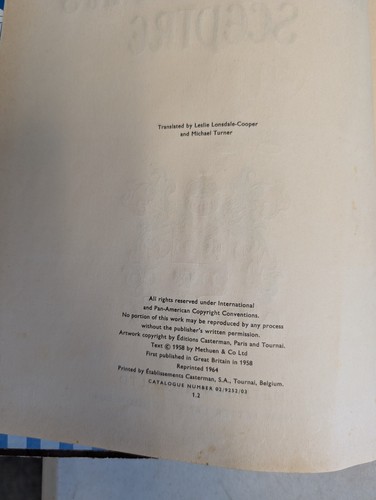 SCEPTRE
Translated by Leslie Lonsdale-Cooper
and Michael Turner
All rights reserved under International
and Pan-American Copyright Conventions.
No portion of this work may be reproduced by any process
without the publisher's written permission.
Artwork copyright by Éditions Casterman, Paris and Tournai.
Text © 1958 by Methuen & Co Ltd
First published in Great Britain in 1958
Reprinted 1964
Printed by Établissements Casterman, S.A., Tournai, Belgium.
CATALOGUE NUMBER 02/9252/03
1.2